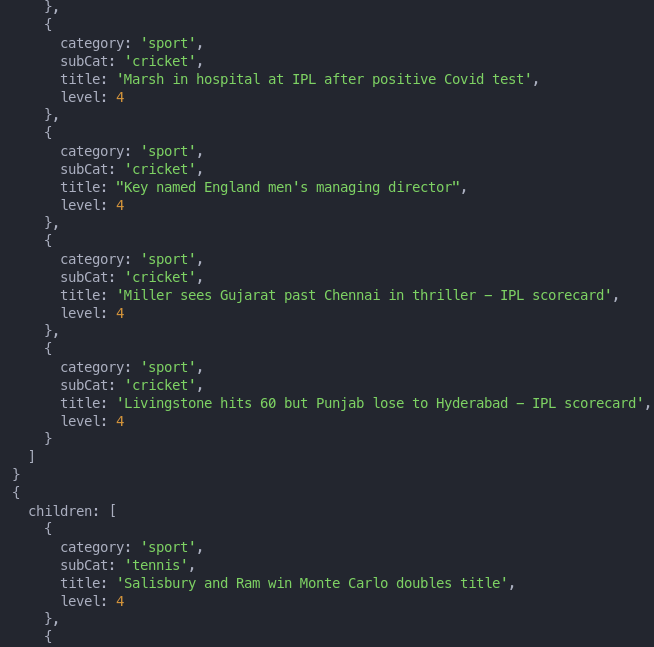 },
    {
      category: 'sport',
      subCat: 'cricket',
      title: 'Marsh in hospital at IPL after positive Covid test',
      level: 4
    },
    {
      category: 'sport',
      subCat: 'cricket',
      title: "Key named England men's managing director",
      level: 4
    },
    {
      category: 'sport',
      subCat: 'cricket',
      title: 'Miller sees Gujarat past Chennai in thriller – IPL scorecard',
      level: 4
    },
    {
      category: 'sport',
      subCat: 'cricket',
      title: 'Livingstone hits 60 but Punjab lose to Hyderabad – IPL scorecard',
      level: 4
    }
  ]
}
{
  children: [
    {
      category: 'sport',
      subCat: 'tennis',
      title: 'Salisbury and Ram win Monte Carlo doubles title',
      level: 4
    },
    {